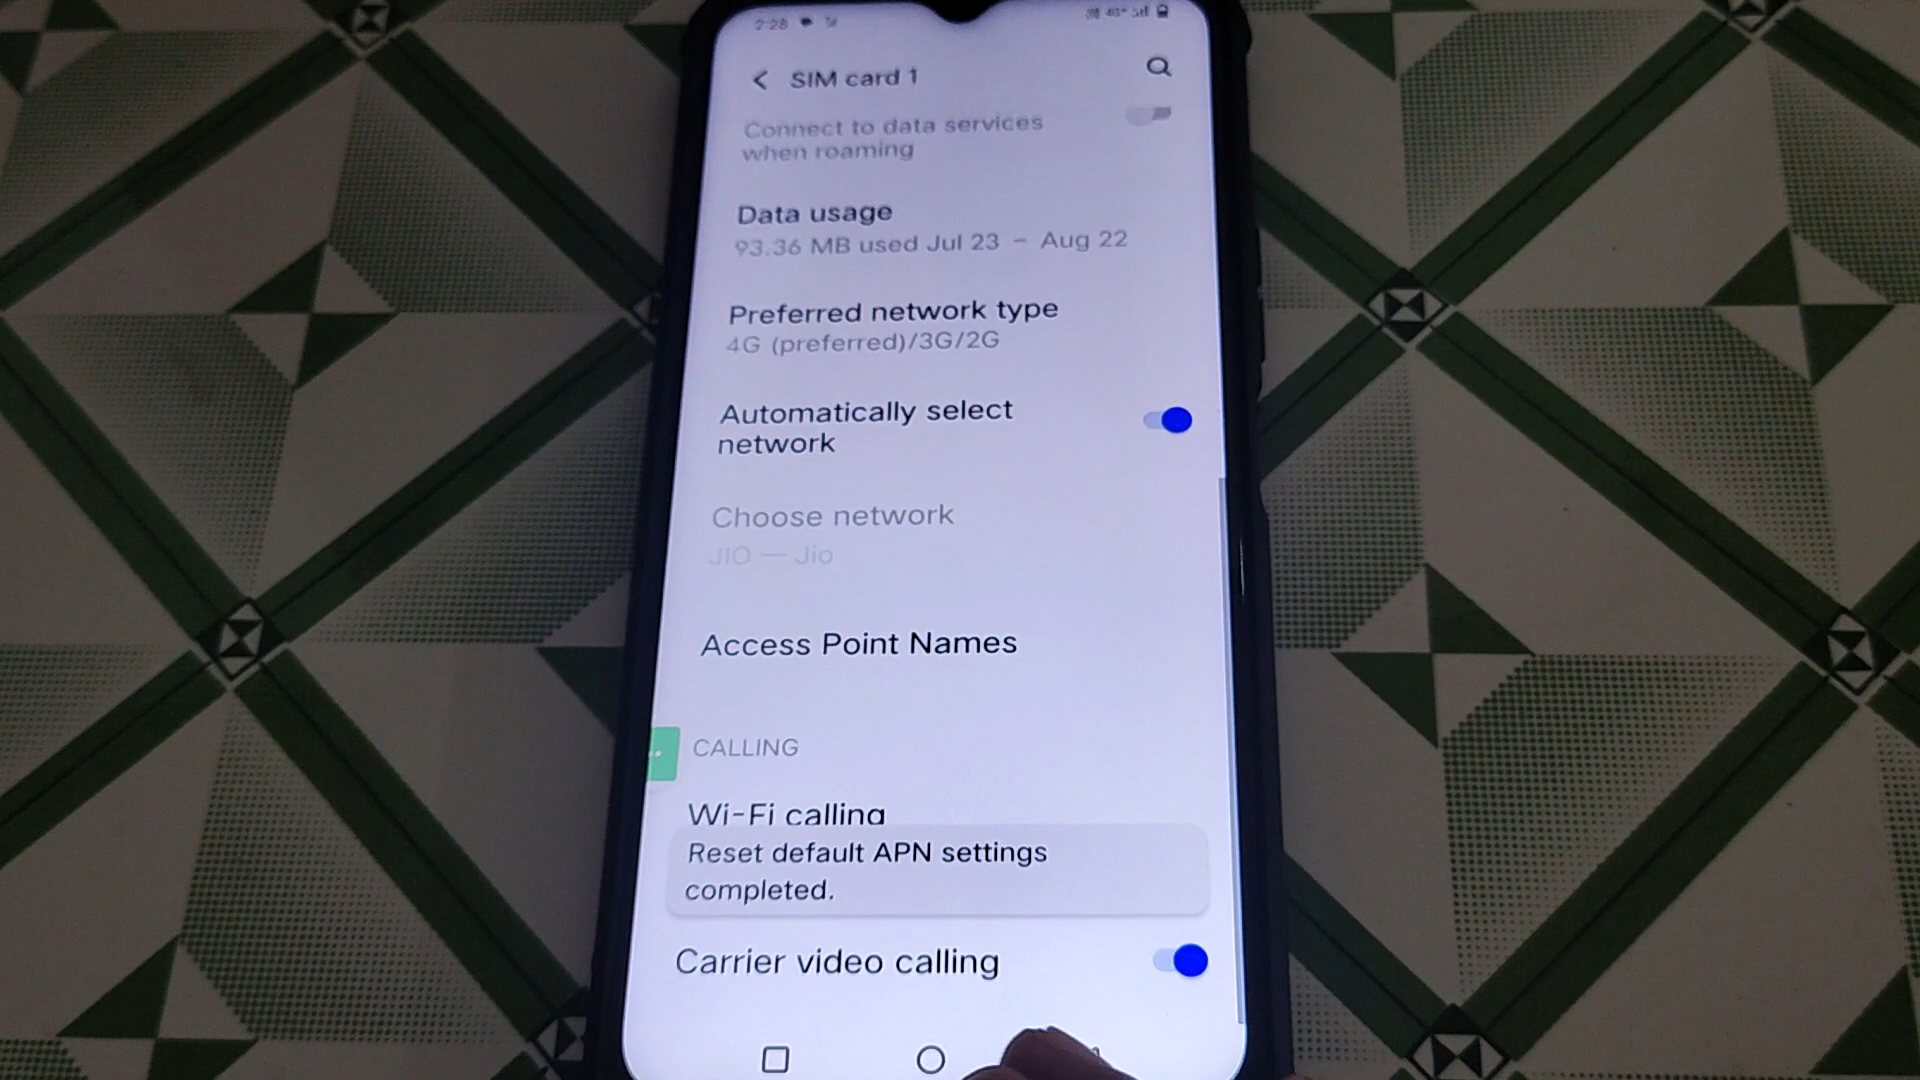 2:28
SIM card 1
Connect to data services
when roaming
Data usage
93.36 MB used Jul 23 – Aug 22
Preferred network type
4G (preferred)/3G/2G
Automatically select
network
Choose network
JIO — Jio
Access Point Names
CALLING
Wi-Fi calling
Reset default APN settings
completed.
Carrier video calling